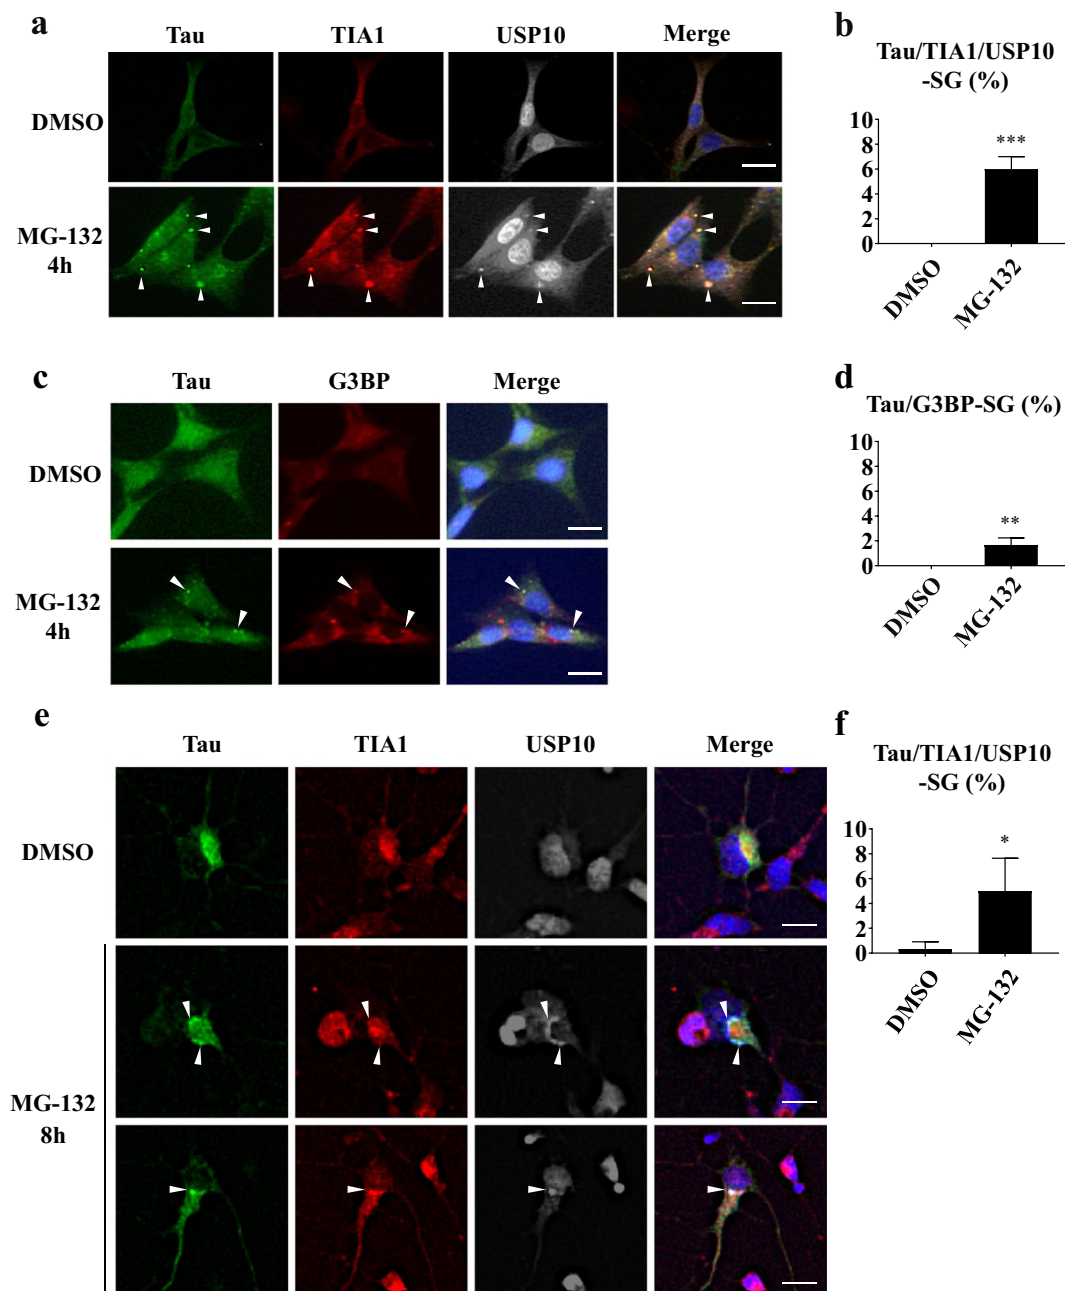 a
Tau TIA1 USP10 Merge
DMSO
MG-132
4h
b
Tau/TIA1/USP10
-SG (%)
10
8
6
4
2
0
***
DMSO
MG-132
c
Tau G3BP Merge
DMSO
MG-132
4h
d
Tau/G3BP-SG (%)
10
8
6
4
2
0
**
DMSO
MG-132
e
Tau TIA1 USP10 Merge
DMSO
MG-132
8h
f
Tau/TIA1/USP10
-SG (%)
10
8
6
4
2
0
*
DMSO
MG-132